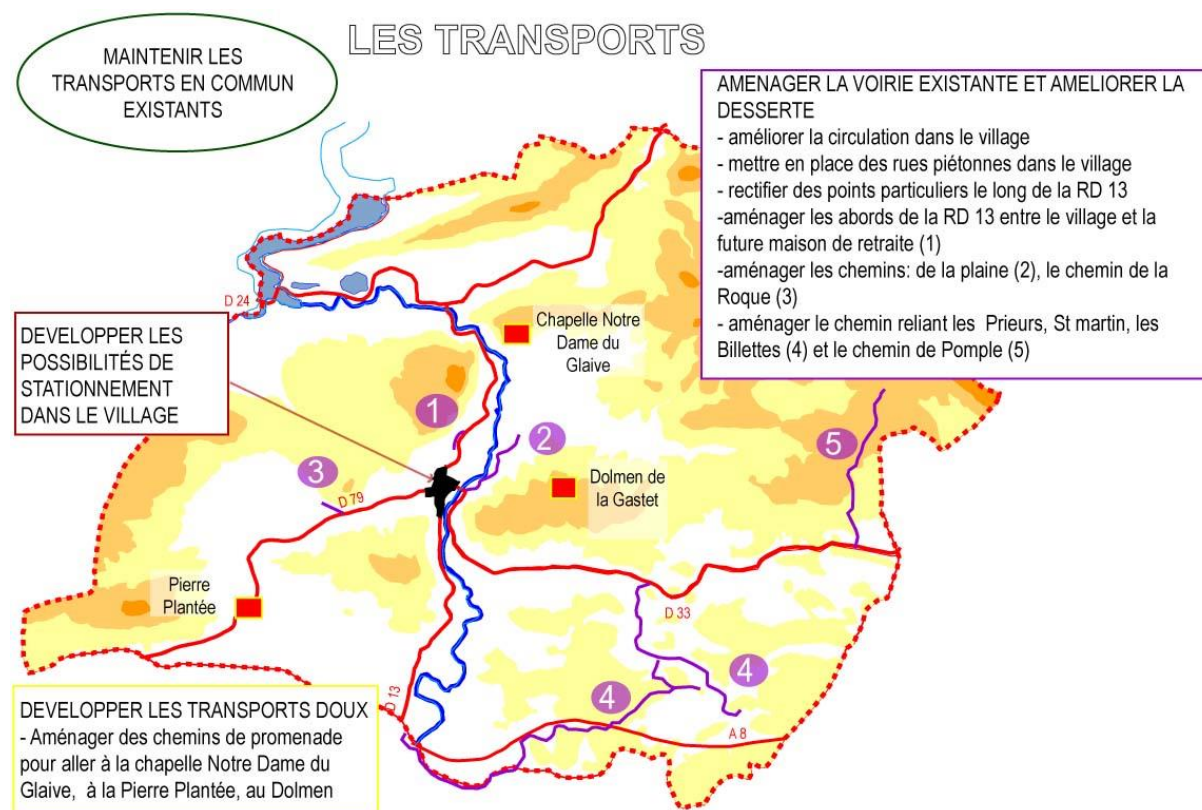 LES TRANSPORTS
MAINTENIR LES
TRANSPORTS EN COMMUN
EXISTANTS
AMENAGER LA VOIRIE EXISTANTE ET AMELIORER LA
DESSERTE
- améliorer la circulation dans le village
- mettre en place des rues piétonnes dans le village
- rectifier des points particuliers le long de la RD 13
-aménager les abords de la RD 13 entre le village et la
future maison de retraite (1)
-aménager les chemins: de la plaine (2), le chemin de la
Roque (3)
- aménager le chemin reliant les Prieurs, St martin, les
Billettes (4) et le chemin de Pomple (5)
D 24
DEVELOPPER LES
POSSIBILITÉS DE
STATIONNEMENT
DANS LE VILLAGE
Chapelle Notre
Dame du
Glaive
1
2
5
3
Dolmen de
la Gastet
D 79
Pierre
Plantée
D 33
4
4
D 13
A 8
DEVELOPPER LES TRANSPORTS DOUX
- Aménager des chemins de promenade
pour aller à la chapelle Notre Dame du
Glaive, à la Pierre Plantée, au Dolmen